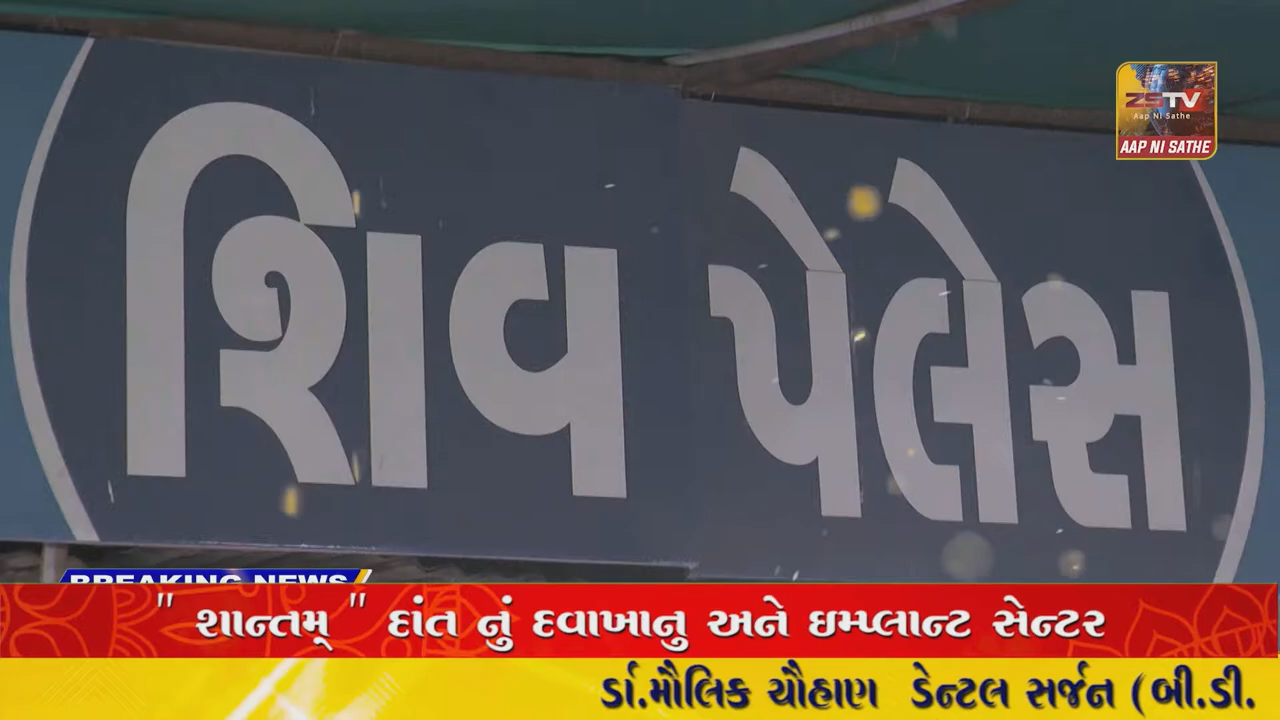 શિવ પેલેસ
ZSTV
Aap Ni Sathe
AAP NI SATHE
BREAKING NEWS
" શાન્તમ્ " દાંત નું દવાખાનુ અને ઇમ્પ્લાન્ટ સેન્ટર
ર્ડા.મૌલિક ચૌહાણ ડેન્ટલ સર્જન (બી.ડી.